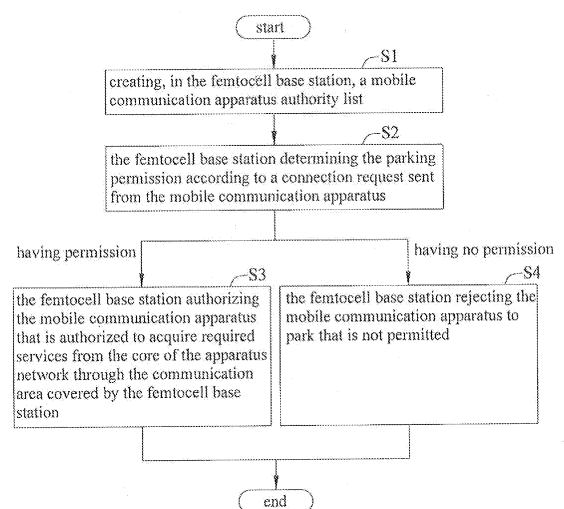 start
S1
creating, in the femtocell base station, a mobile
communication apparatus authority list
S2
the femtocell base station determining the parking
permission according to a connection request sent
from the mobile communication apparatus
having permission
having no permission
S3
the femtocell base station authorizing
the mobile communication apparatus
that is authorized to acquire required
services from the core of the apparatus
network through the communication
area covered by the femtocell base
station
S4
the femtocell base station rejecting the
mobile communication apparatus to
park that is not permitted
end